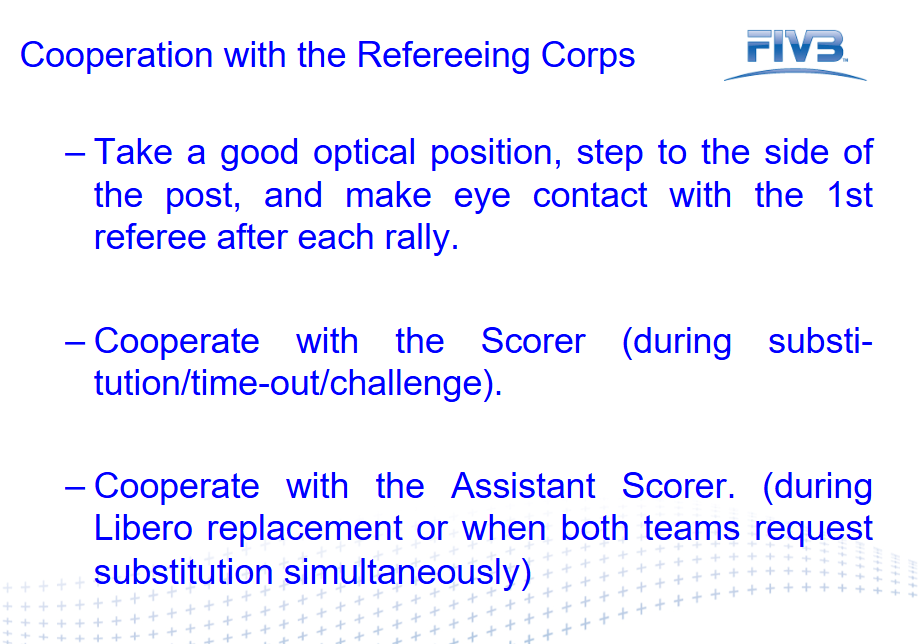 Cooperation with the Refereeing Corps
FIVB
TM
– Take a good optical position, step to the side of
the post, and make eye contact with the 1st
referee after each rally.
– Cooperate with the Scorer (during substi-
tution/time-out/challenge).
– Cooperate with the Assistant Scorer. (during
Libero replacement or when both teams request
substitution simultaneously)